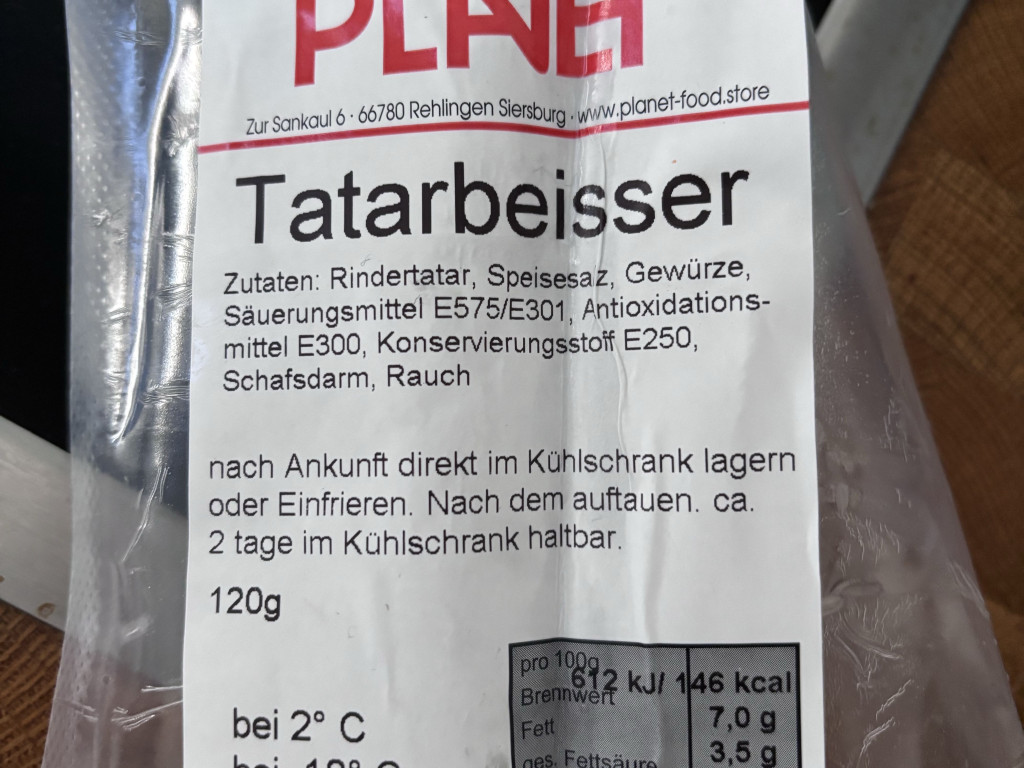 PLANET
Zur Sankaul 6 · 66780 Rehlingen Siersburg · www.planet-food.store
Tatarbeisser
Zutaten: Rindertatar, Speisesaz, Gewürze,
Säuerungsmittel E575/E301, Antioxidations-
mittel E300, Konservierungsstoff E250,
Schafsdarm, Rauch
nach Ankunft direkt im Kühlschrank lagern
oder Einfrieren. Nach dem auftauen. ca.
2 tage im Kühlschrank haltbar.
120g
bei 2° C
bei
pro 100g
Brennwert 612 kJ/ 146 kcal
Fett 7,0 g
ges. Fettsäure 3,5 g